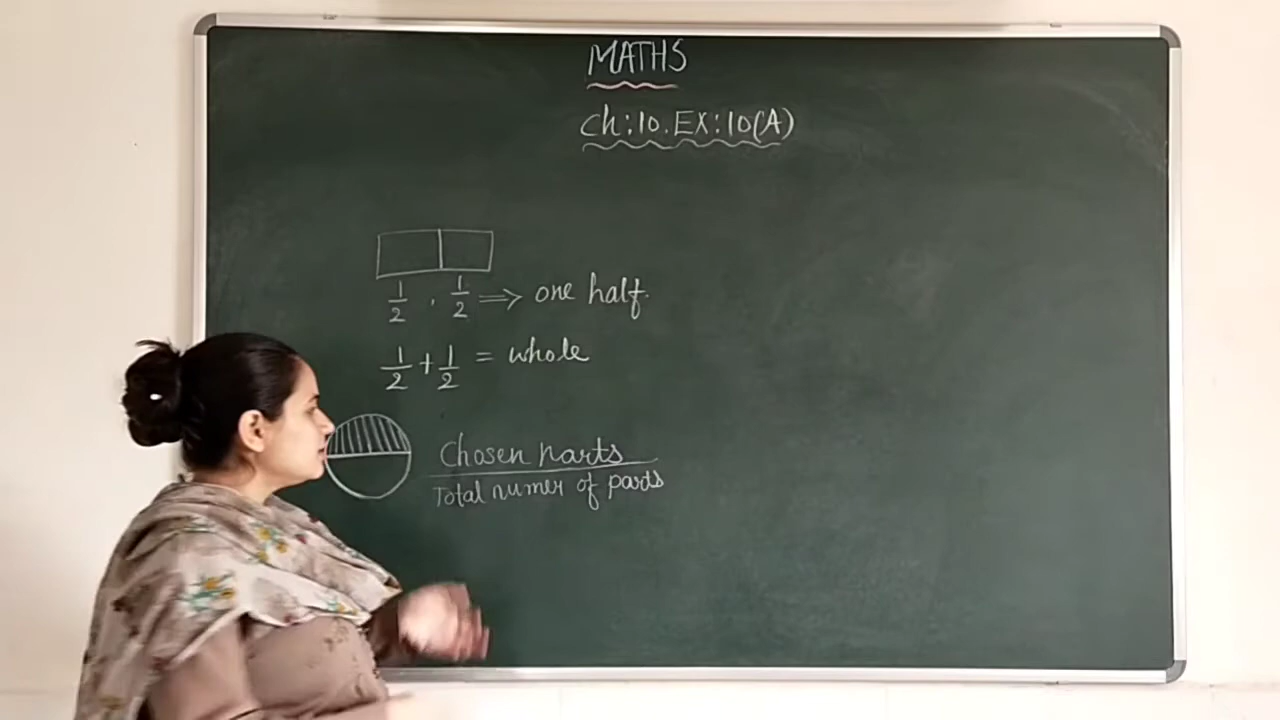 MATHS
Ch:10. EX:10(A)
1/2 , 1/2 ⟹ one half.
1/2 + 1/2 = whole
Chosen parts
Total numer of parts